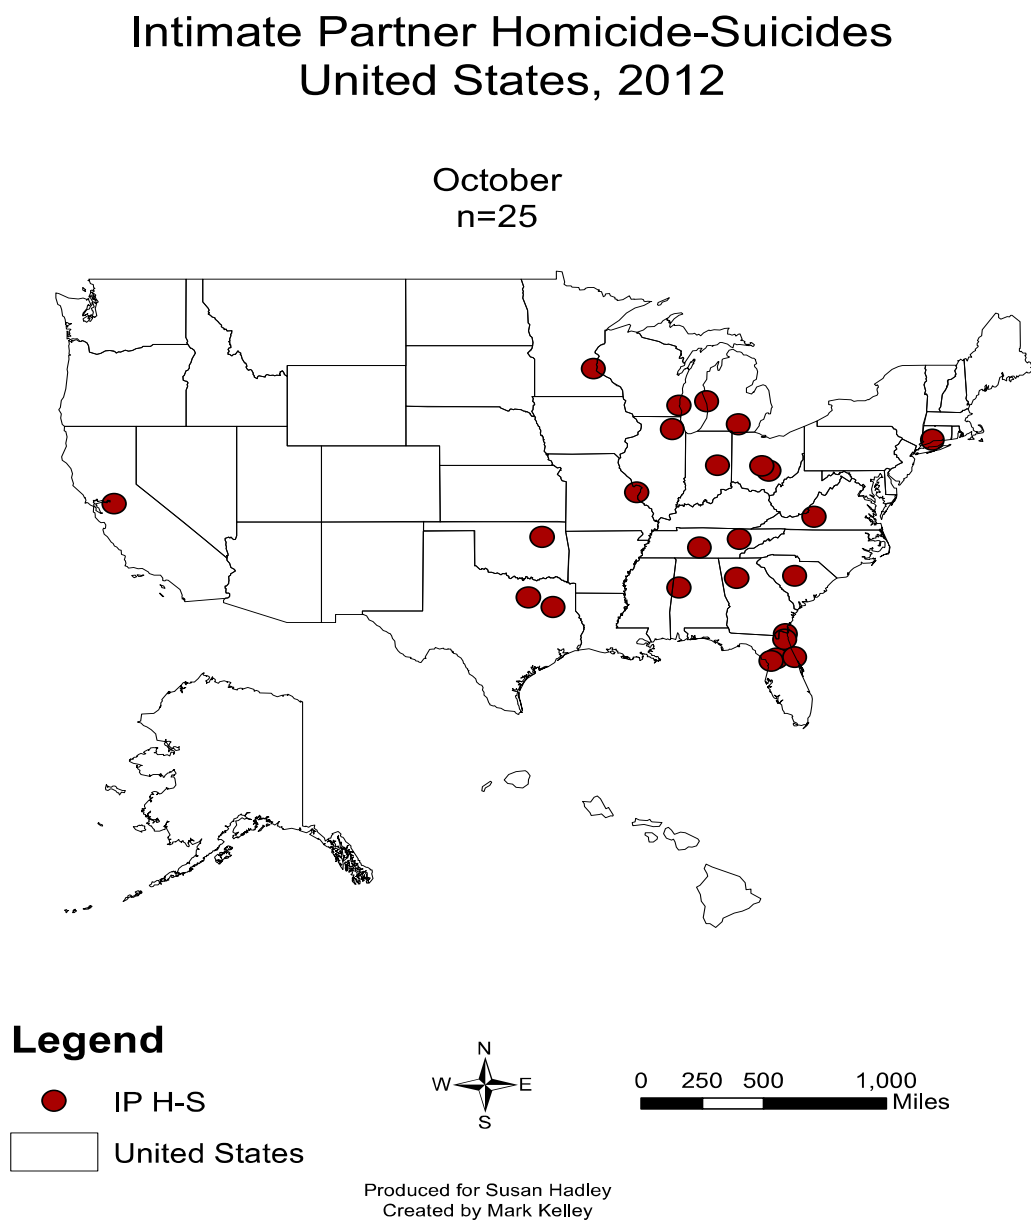 Intimate Partner Homicide-Suicides
United States, 2012
October
n=25
Legend
IP H-S
United States
N
W
E
S
0 250 500 1,000
Miles
Produced for Susan Hadley
Created by Mark Kelley